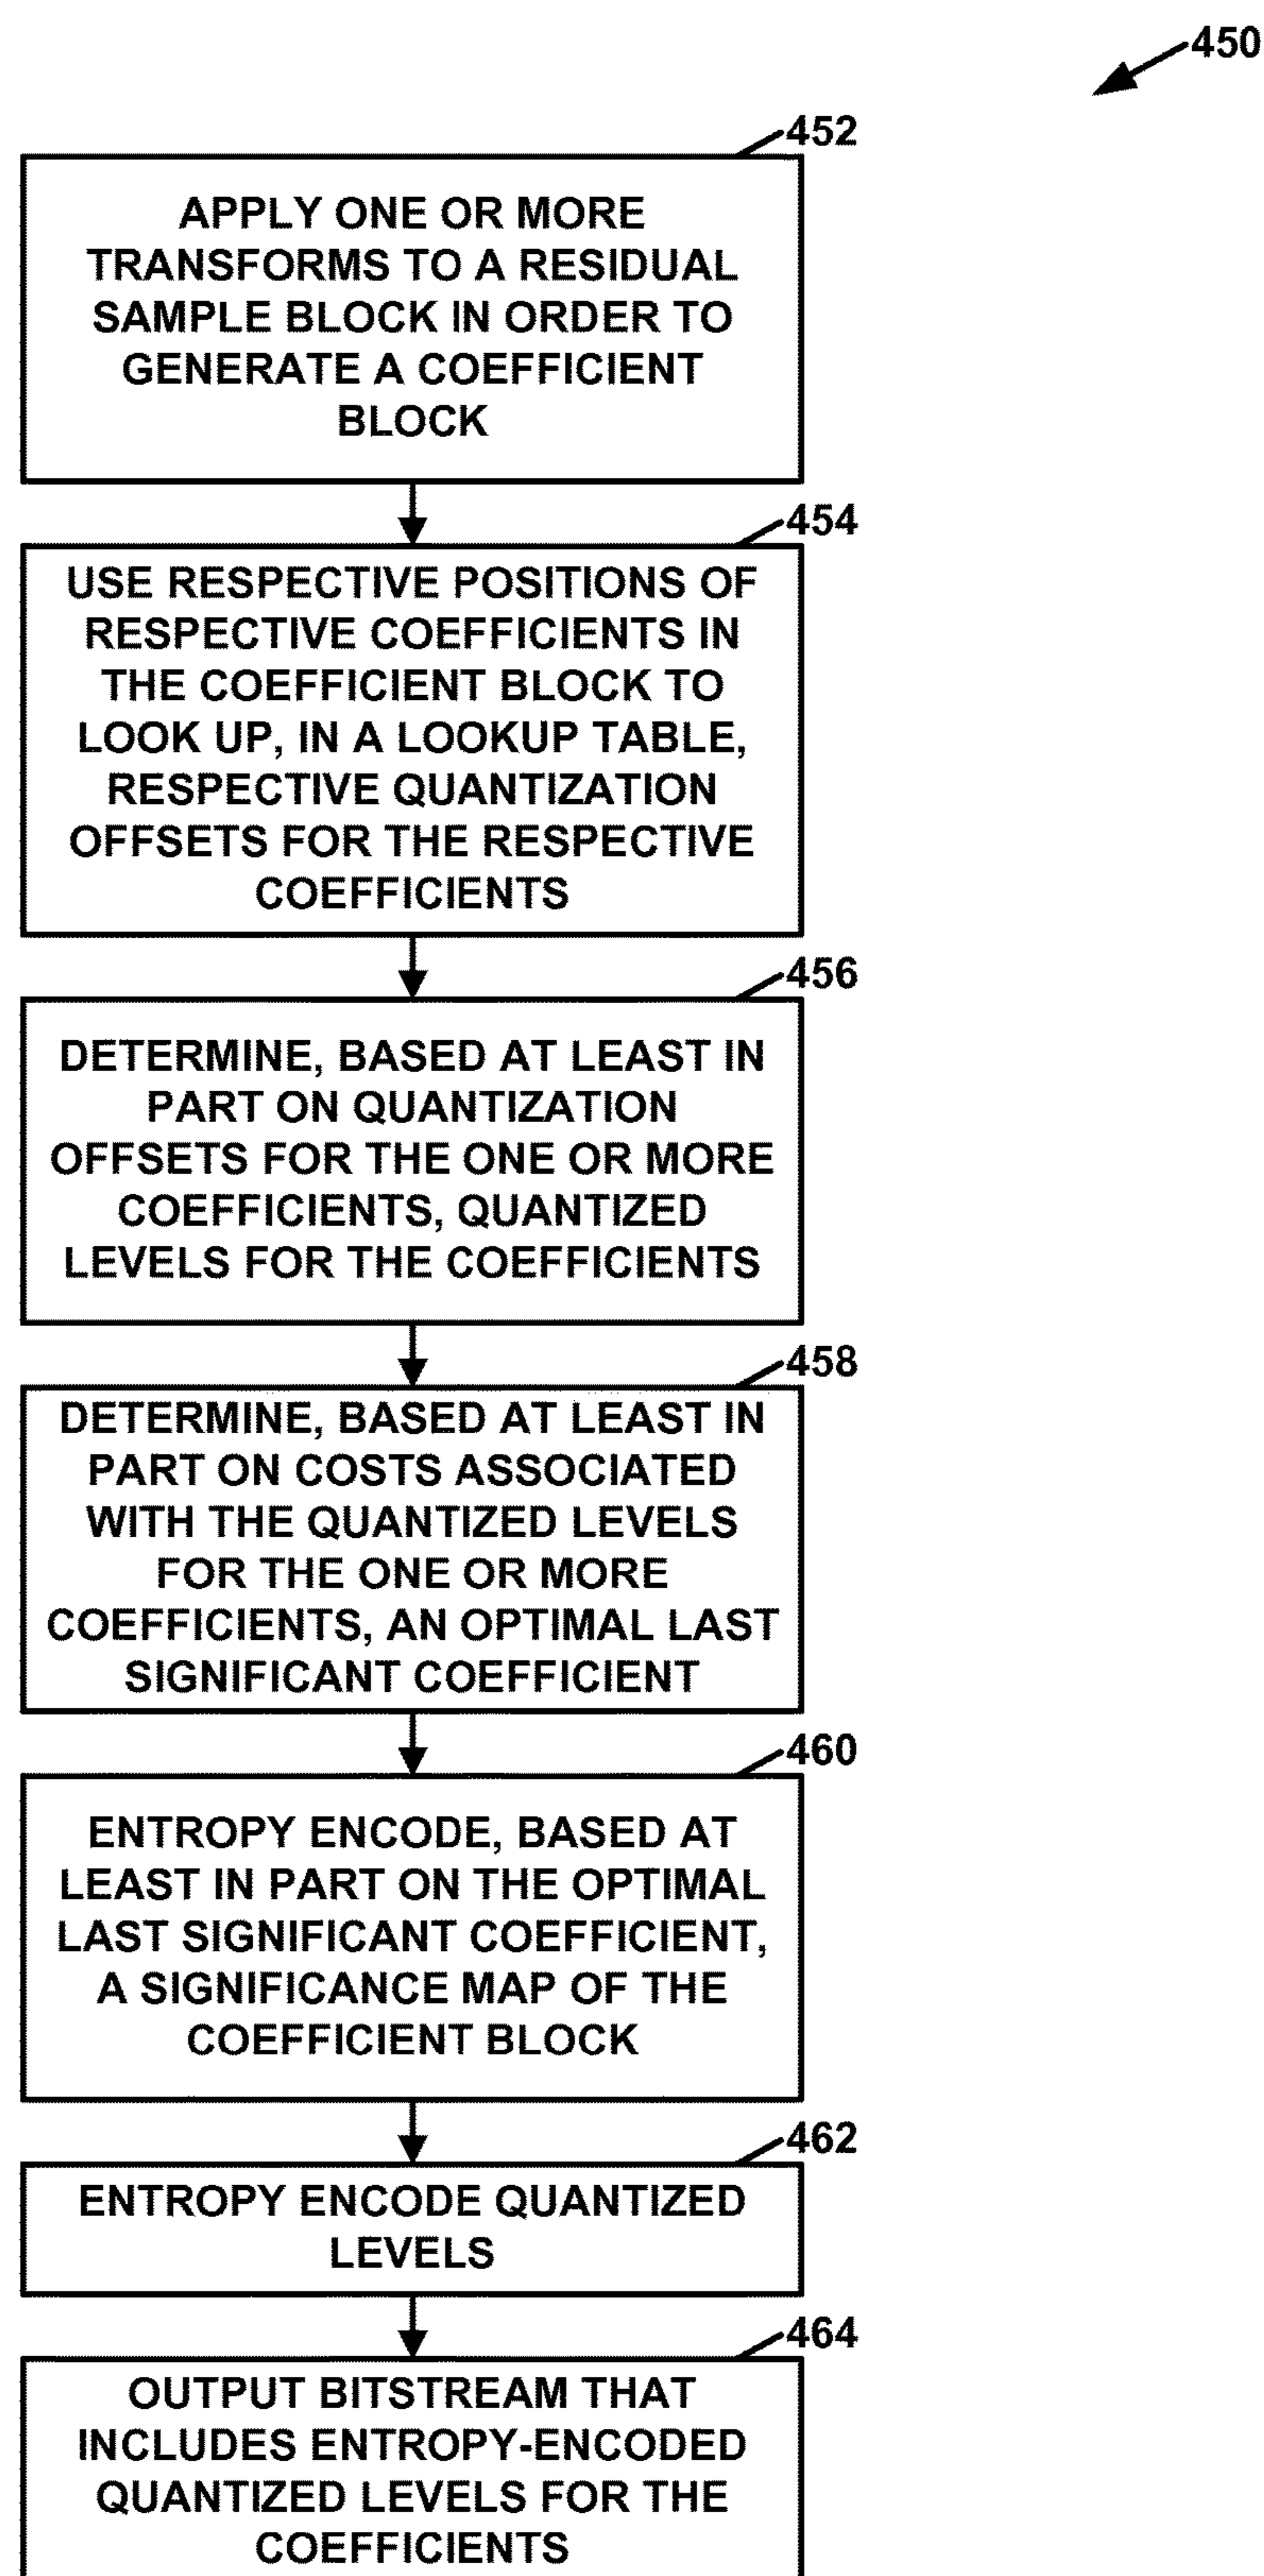 450
452
APPLY ONE OR MORE
TRANSFORMS TO A RESIDUAL
SAMPLE BLOCK IN ORDER TO
GENERATE A COEFFICIENT
BLOCK
454
USE RESPECTIVE POSITIONS OF
RESPECTIVE COEFFICIENTS IN
THE COEFFICIENT BLOCK TO
LOOK UP, IN A LOOKUP TABLE,
RESPECTIVE QUANTIZATION
OFFSETS FOR THE RESPECTIVE
COEFFICIENTS
456
DETERMINE, BASED AT LEAST IN
PART ON QUANTIZATION
OFFSETS FOR THE ONE OR MORE
COEFFICIENTS, QUANTIZED
LEVELS FOR THE COEFFICIENTS
458
DETERMINE, BASED AT LEAST IN
PART ON COSTS ASSOCIATED
WITH THE QUANTIZED LEVELS
FOR THE ONE OR MORE
COEFFICIENTS, AN OPTIMAL LAST
SIGNIFICANT COEFFICIENT
460
ENTROPY ENCODE, BASED AT
LEAST IN PART ON THE OPTIMAL
LAST SIGNIFICANT COEFFICIENT,
A SIGNIFICANCE MAP OF THE
COEFFICIENT BLOCK
462
ENTROPY ENCODE QUANTIZED
LEVELS
464
OUTPUT BITSTREAM THAT
INCLUDES ENTROPY-ENCODED
QUANTIZED LEVELS FOR THE
COEFFICIENTS